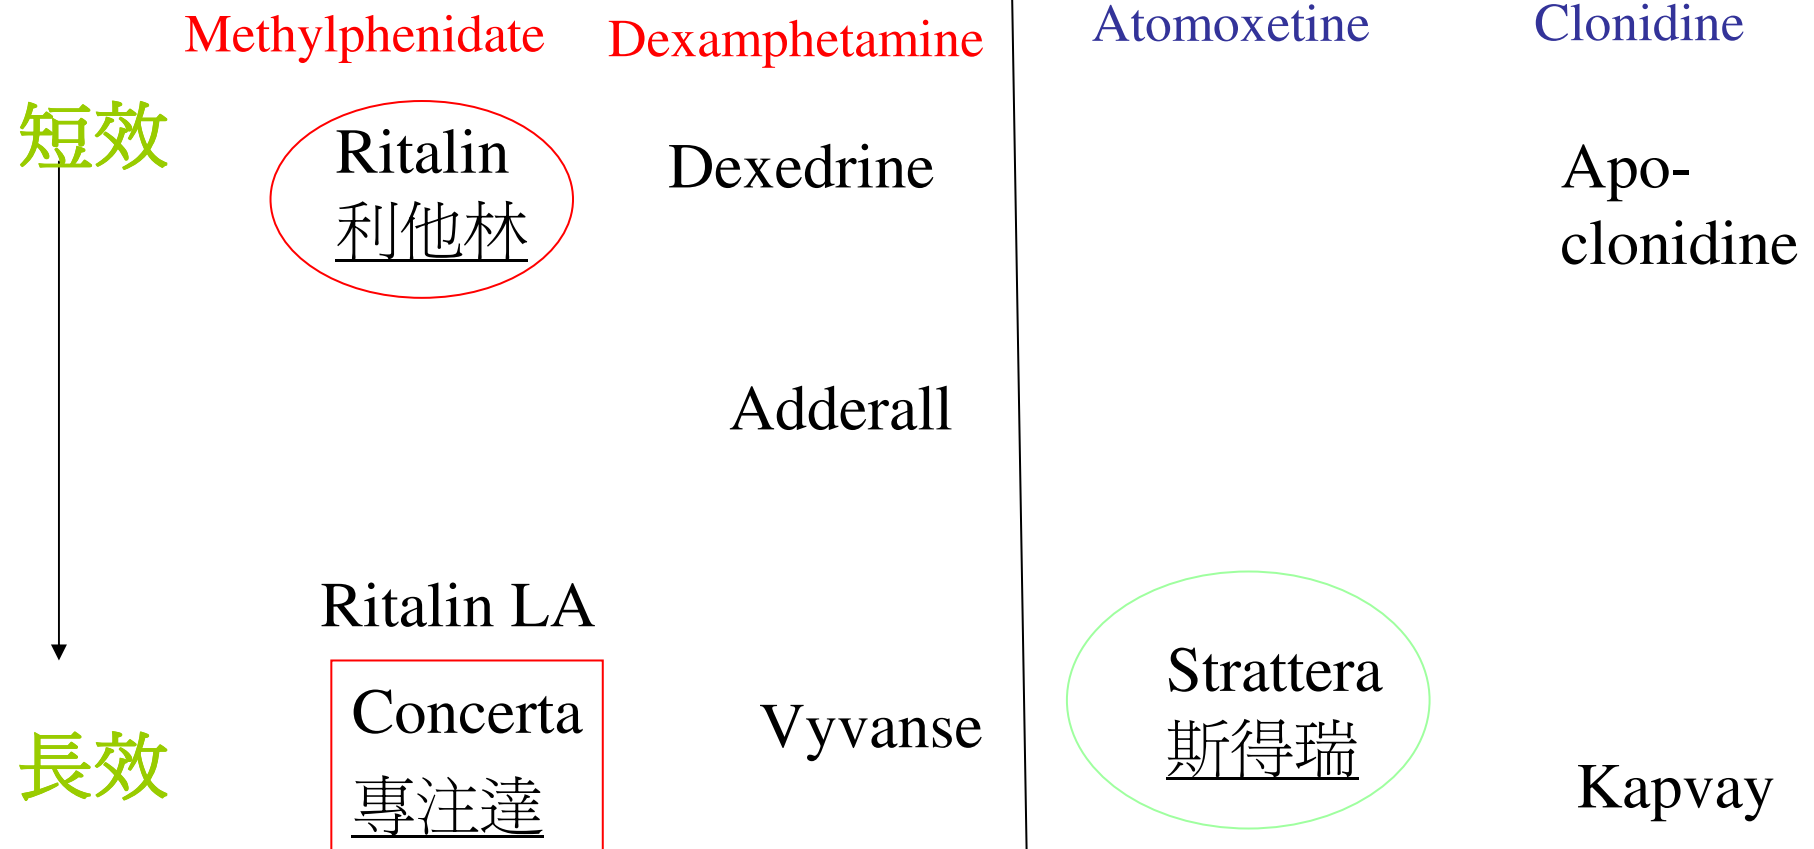 Methylphenidate
Dexamphetamine
Atomoxetine
Clonidine
短效
Ritalin
利他林
Dexedrine
Apo-
clonidine
Adderall
Ritalin LA
長效
Concerta
專注達
Vyvanse
Strattera
斯得瑞
Kapvay